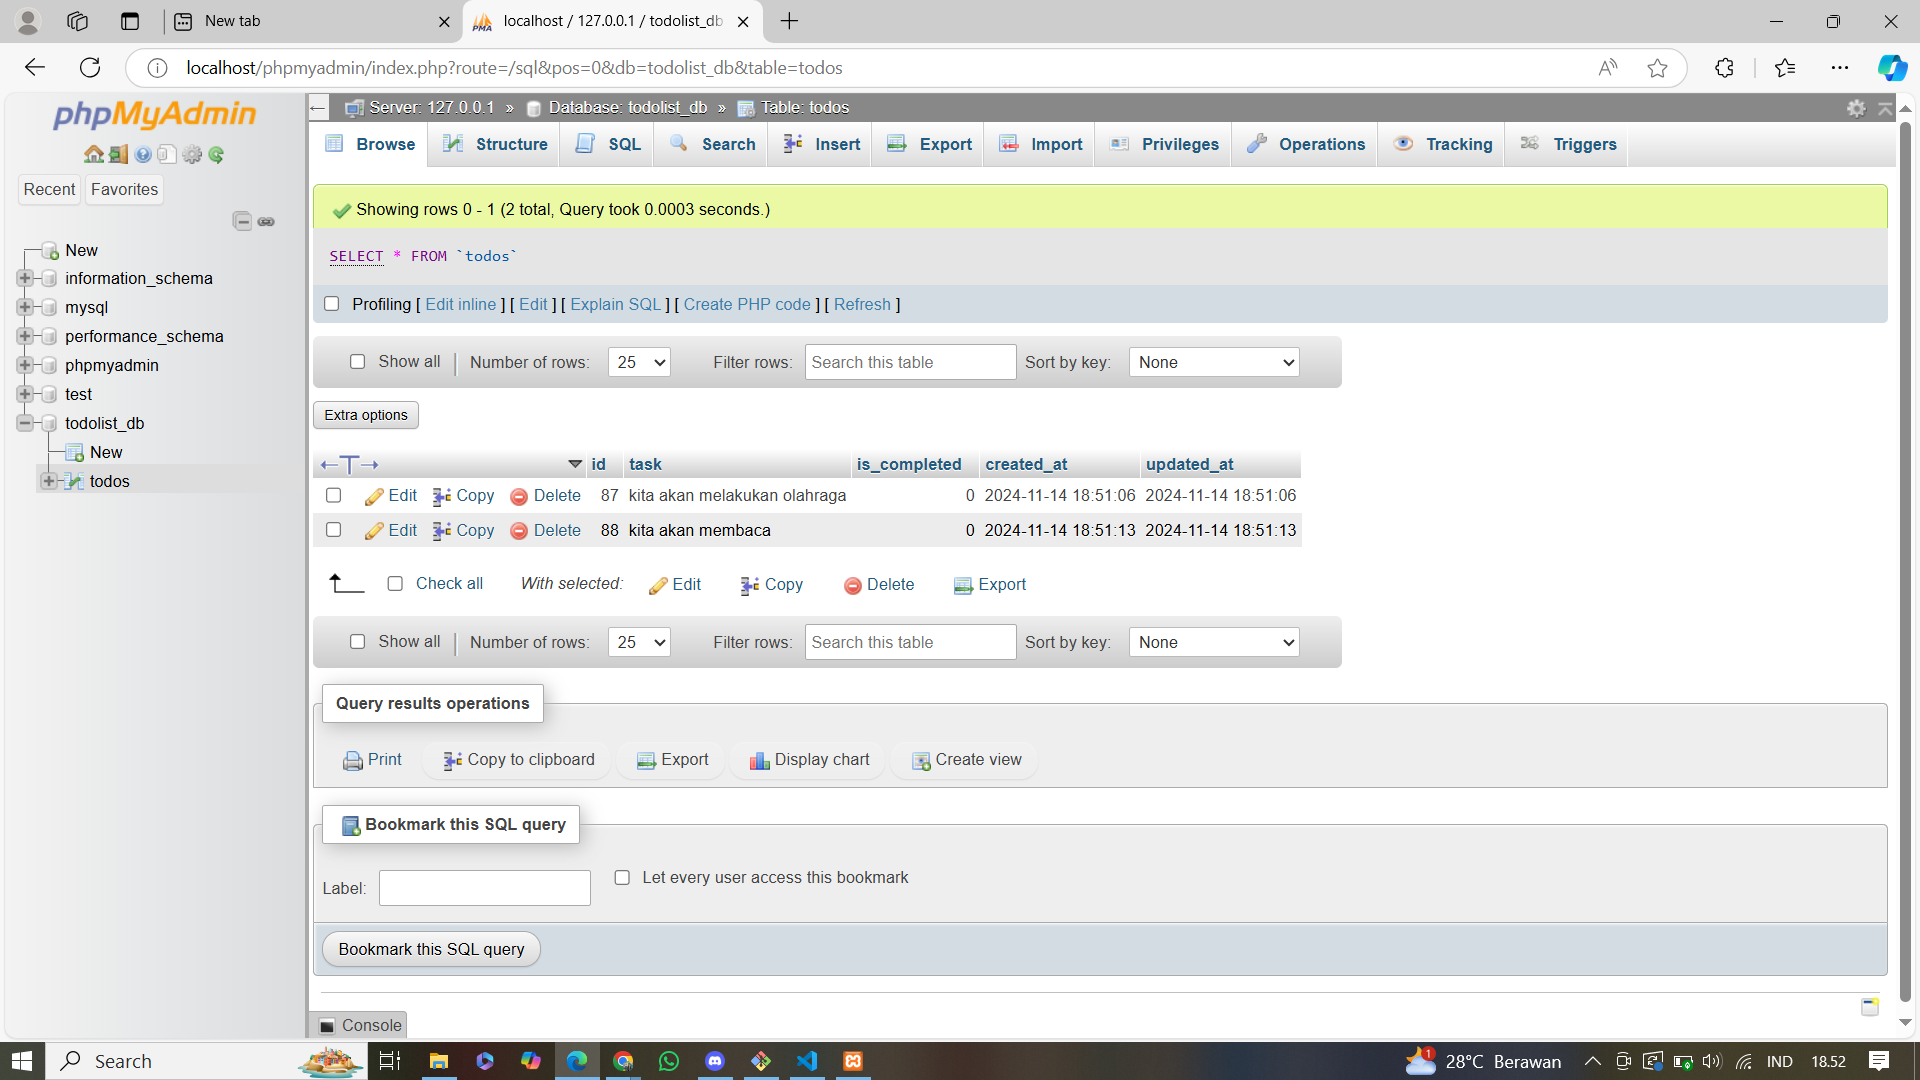 New tab
localhost / 127.0.0.1 / todolist_db
localhost/phpmyadmin/index.php?route=/sql&pos=0&db=todolist_db&table=todos
phpMyAdmin
Recent Favorites
New
information_schema
mysql
performance_schema
phpmyadmin
test
todolist_db
New
todos
Server: 127.0.0.1 » Database: todolist_db » Table: todos
Browse Structure SQL Search Insert Export Import Privileges Operations Tracking Triggers
Showing rows 0 - 1 (2 total, Query took 0.0003 seconds.)
SELECT * FROM `todos`
Profiling [ Edit inline ] [ Edit ] [ Explain SQL ] [ Create PHP code ] [ Refresh ]
Show all Number of rows: 25 Filter rows: Search this table Sort by key: None
Extra options
id task is_completed created_at updated_at
Edit Copy Delete 87 kita akan melakukan olahraga 0 2024-11-14 18:51:06 2024-11-14 18:51:06
Edit Copy Delete 88 kita akan membaca 0 2024-11-14 18:51:13 2024-11-14 18:51:13
Check all With selected: Edit Copy Delete Export
Show all Number of rows: 25 Filter rows: Search this table Sort by key: None
Query results operations
Print Copy to clipboard Export Display chart Create view
Bookmark this SQL query
Label: Let every user access this bookmark
Bookmark this SQL query
Console
Search
1
28°C Berawan
IND
18.52